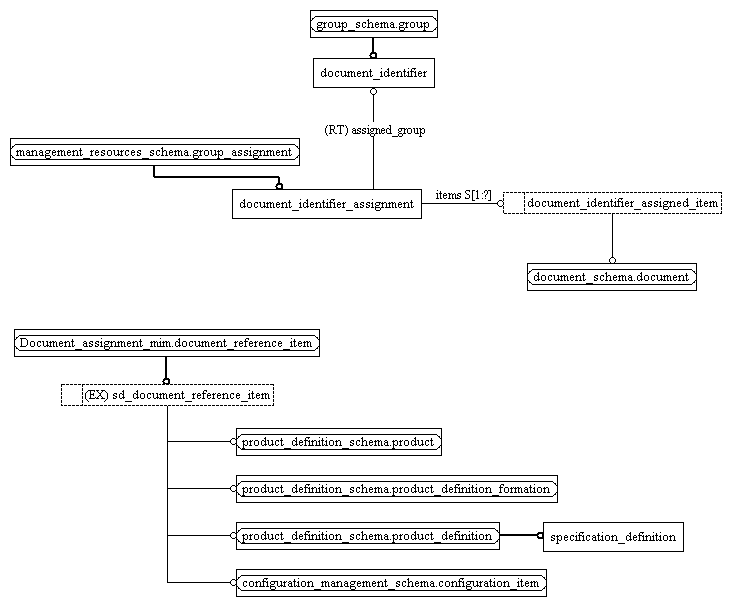 group_schema.group
document_identifier
(RT) assigned_group
management_resources_schema.group_assignment
document_identifier_assignment
items S[1:?]
document_identifier_assigned_item
document_schema.document
Document_assignment_mim.document_reference_item
(EX) sd_document_reference_item
product_definition_schema.product
product_definition_schema.product_definition_formation
product_definition_schema.product_definition
specification_definition
configuration_management_schema.configuration_item